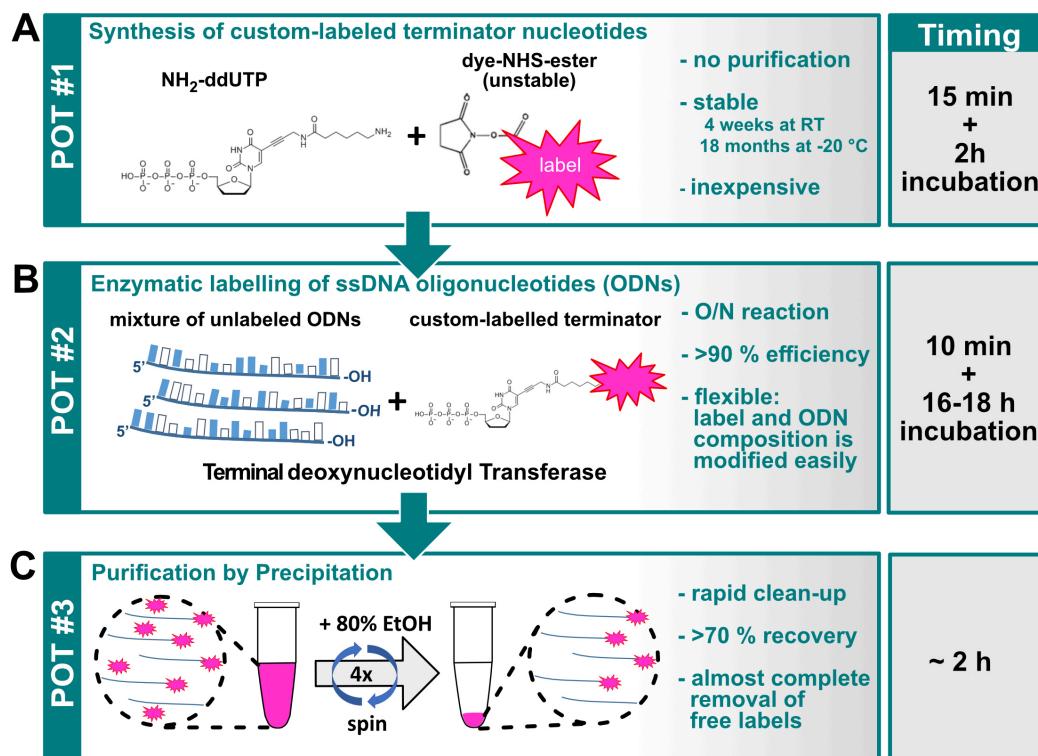 A
POT #1
Synthesis of custom-labeled terminator nucleotides
NH2-ddUTP
dye-NHS-ester
(unstable)
+
label
- no purification
- stable
4 weeks at RT
18 months at -20 °C
- inexpensive
Timing
15 min
+
2h
incubation
B
POT #2
Enzymatic labelling of ssDNA oligonucleotides (ODNs)
mixture of unlabeled ODNs
custom-labelled terminator
5'
-OH
5'
-OH
5'
-OH
+
Terminal deoxynucleotidyl Transferase
- O/N reaction
- >90 % efficiency
- flexible:
label and ODN
composition is
modified easily
10 min
+
16-18 h
incubation
C
POT #3
Purification by Precipitation
+ 80% EtOH
4x
spin
- rapid clean-up
- >70 % recovery
- almost complete
removal of
free labels
~ 2 h